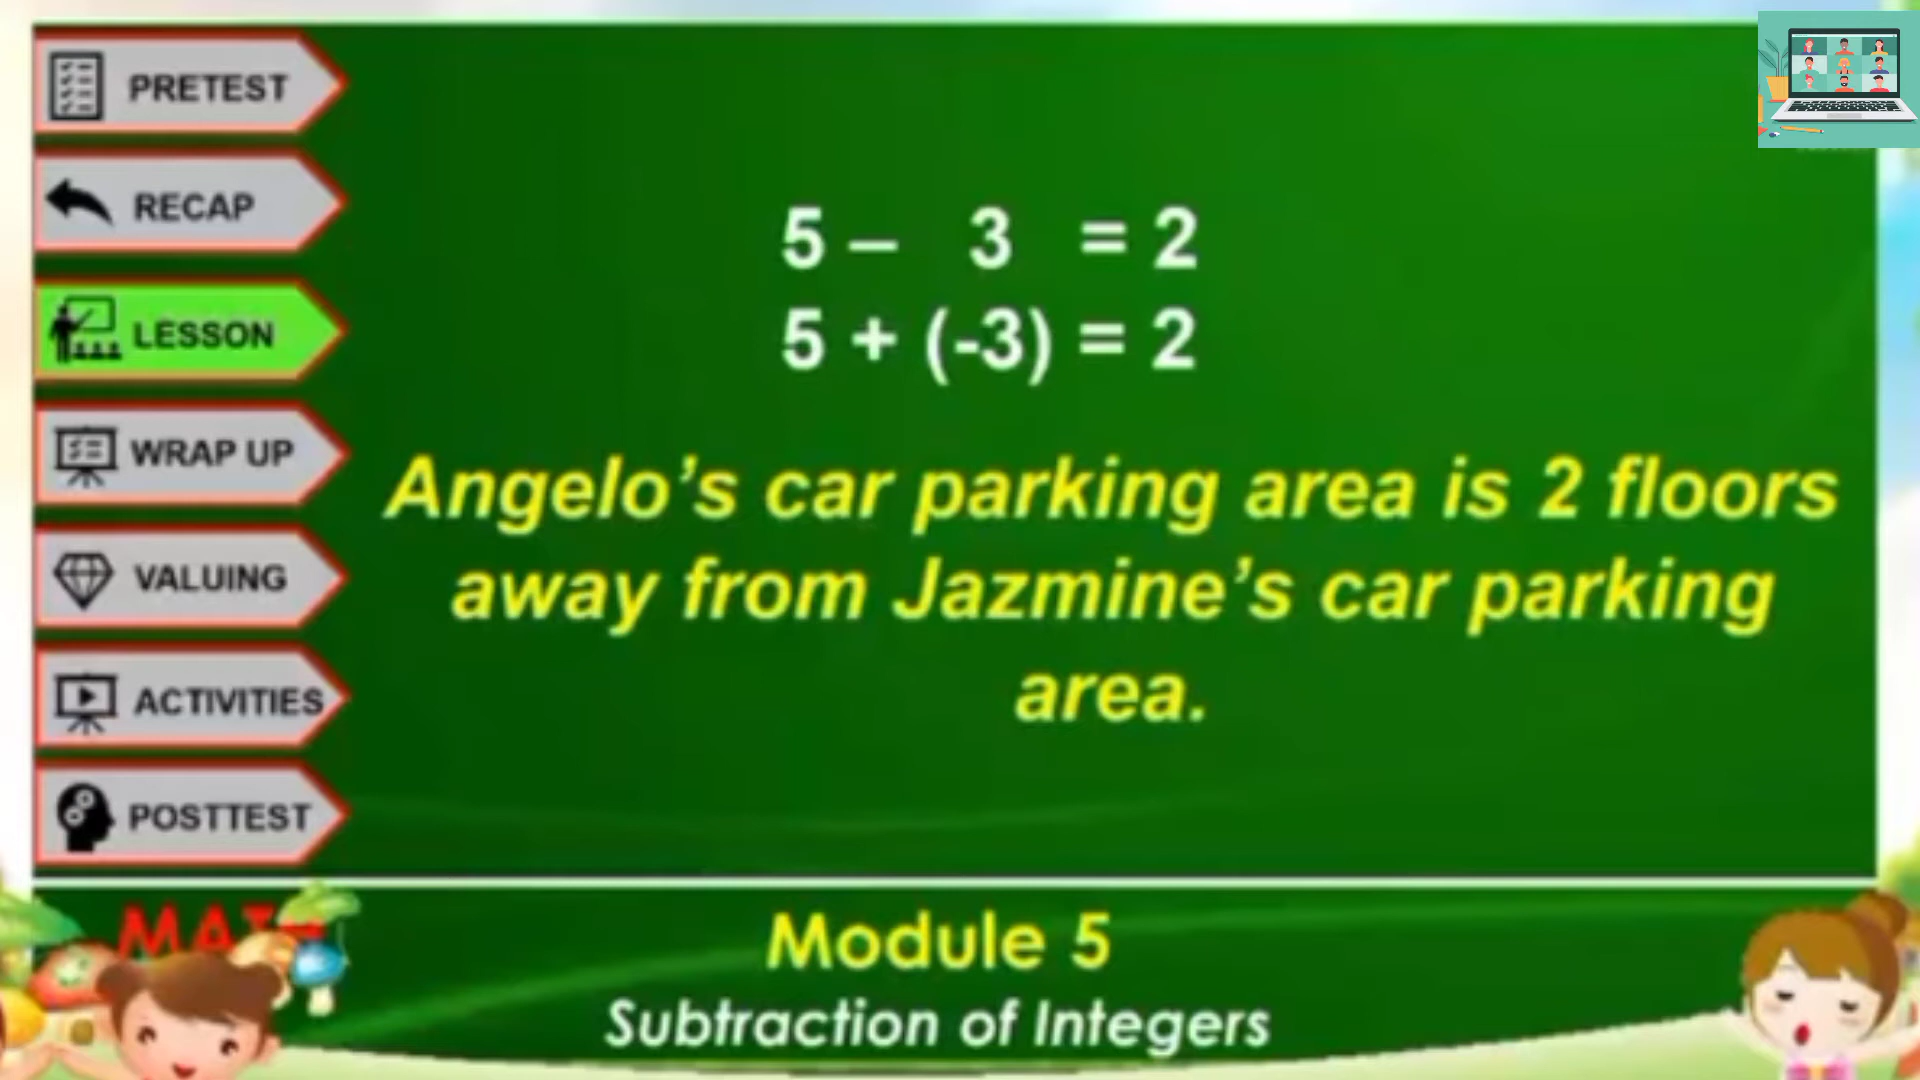 PRETEST
RECAP
LESSON
WRAP UP
VALUING
ACTIVITIES
POSTTEST
5 – 3 = 2
5 + (-3) = 2
Angelo’s car parking area is 2 floors
away from Jazmine’s car parking
area.
MATH
Module 5
Subtraction of Integers